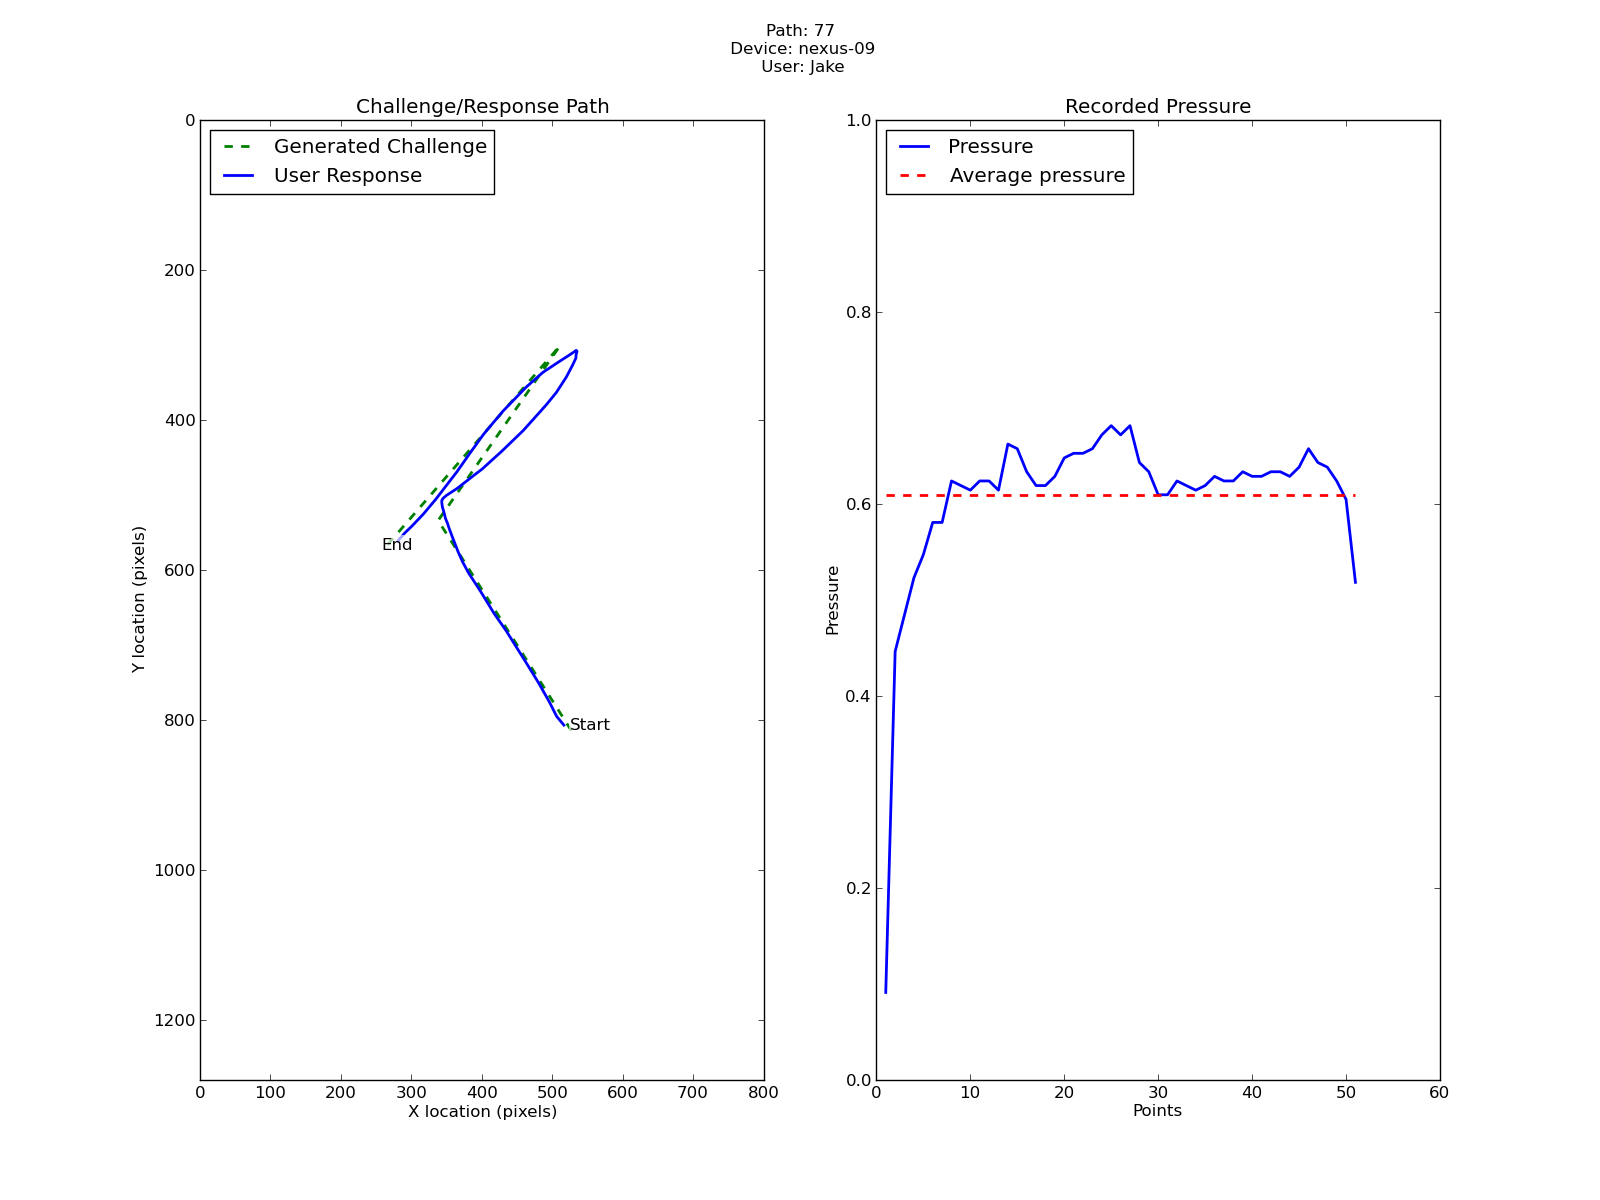 Path: 77
Device: nexus-09
User: Jake
Challenge/Response Path
Generated Challenge
User Response
0
200
400
600
800
1000
1200
Y location (pixels)
End
Start
0 100 200 300 400 500 600 700 800
X location (pixels)
Recorded Pressure
Pressure
Average pressure
1.0
0.8
0.6
0.4
0.2
0.0
Pressure
0 10 20 30 40 50 60
Points